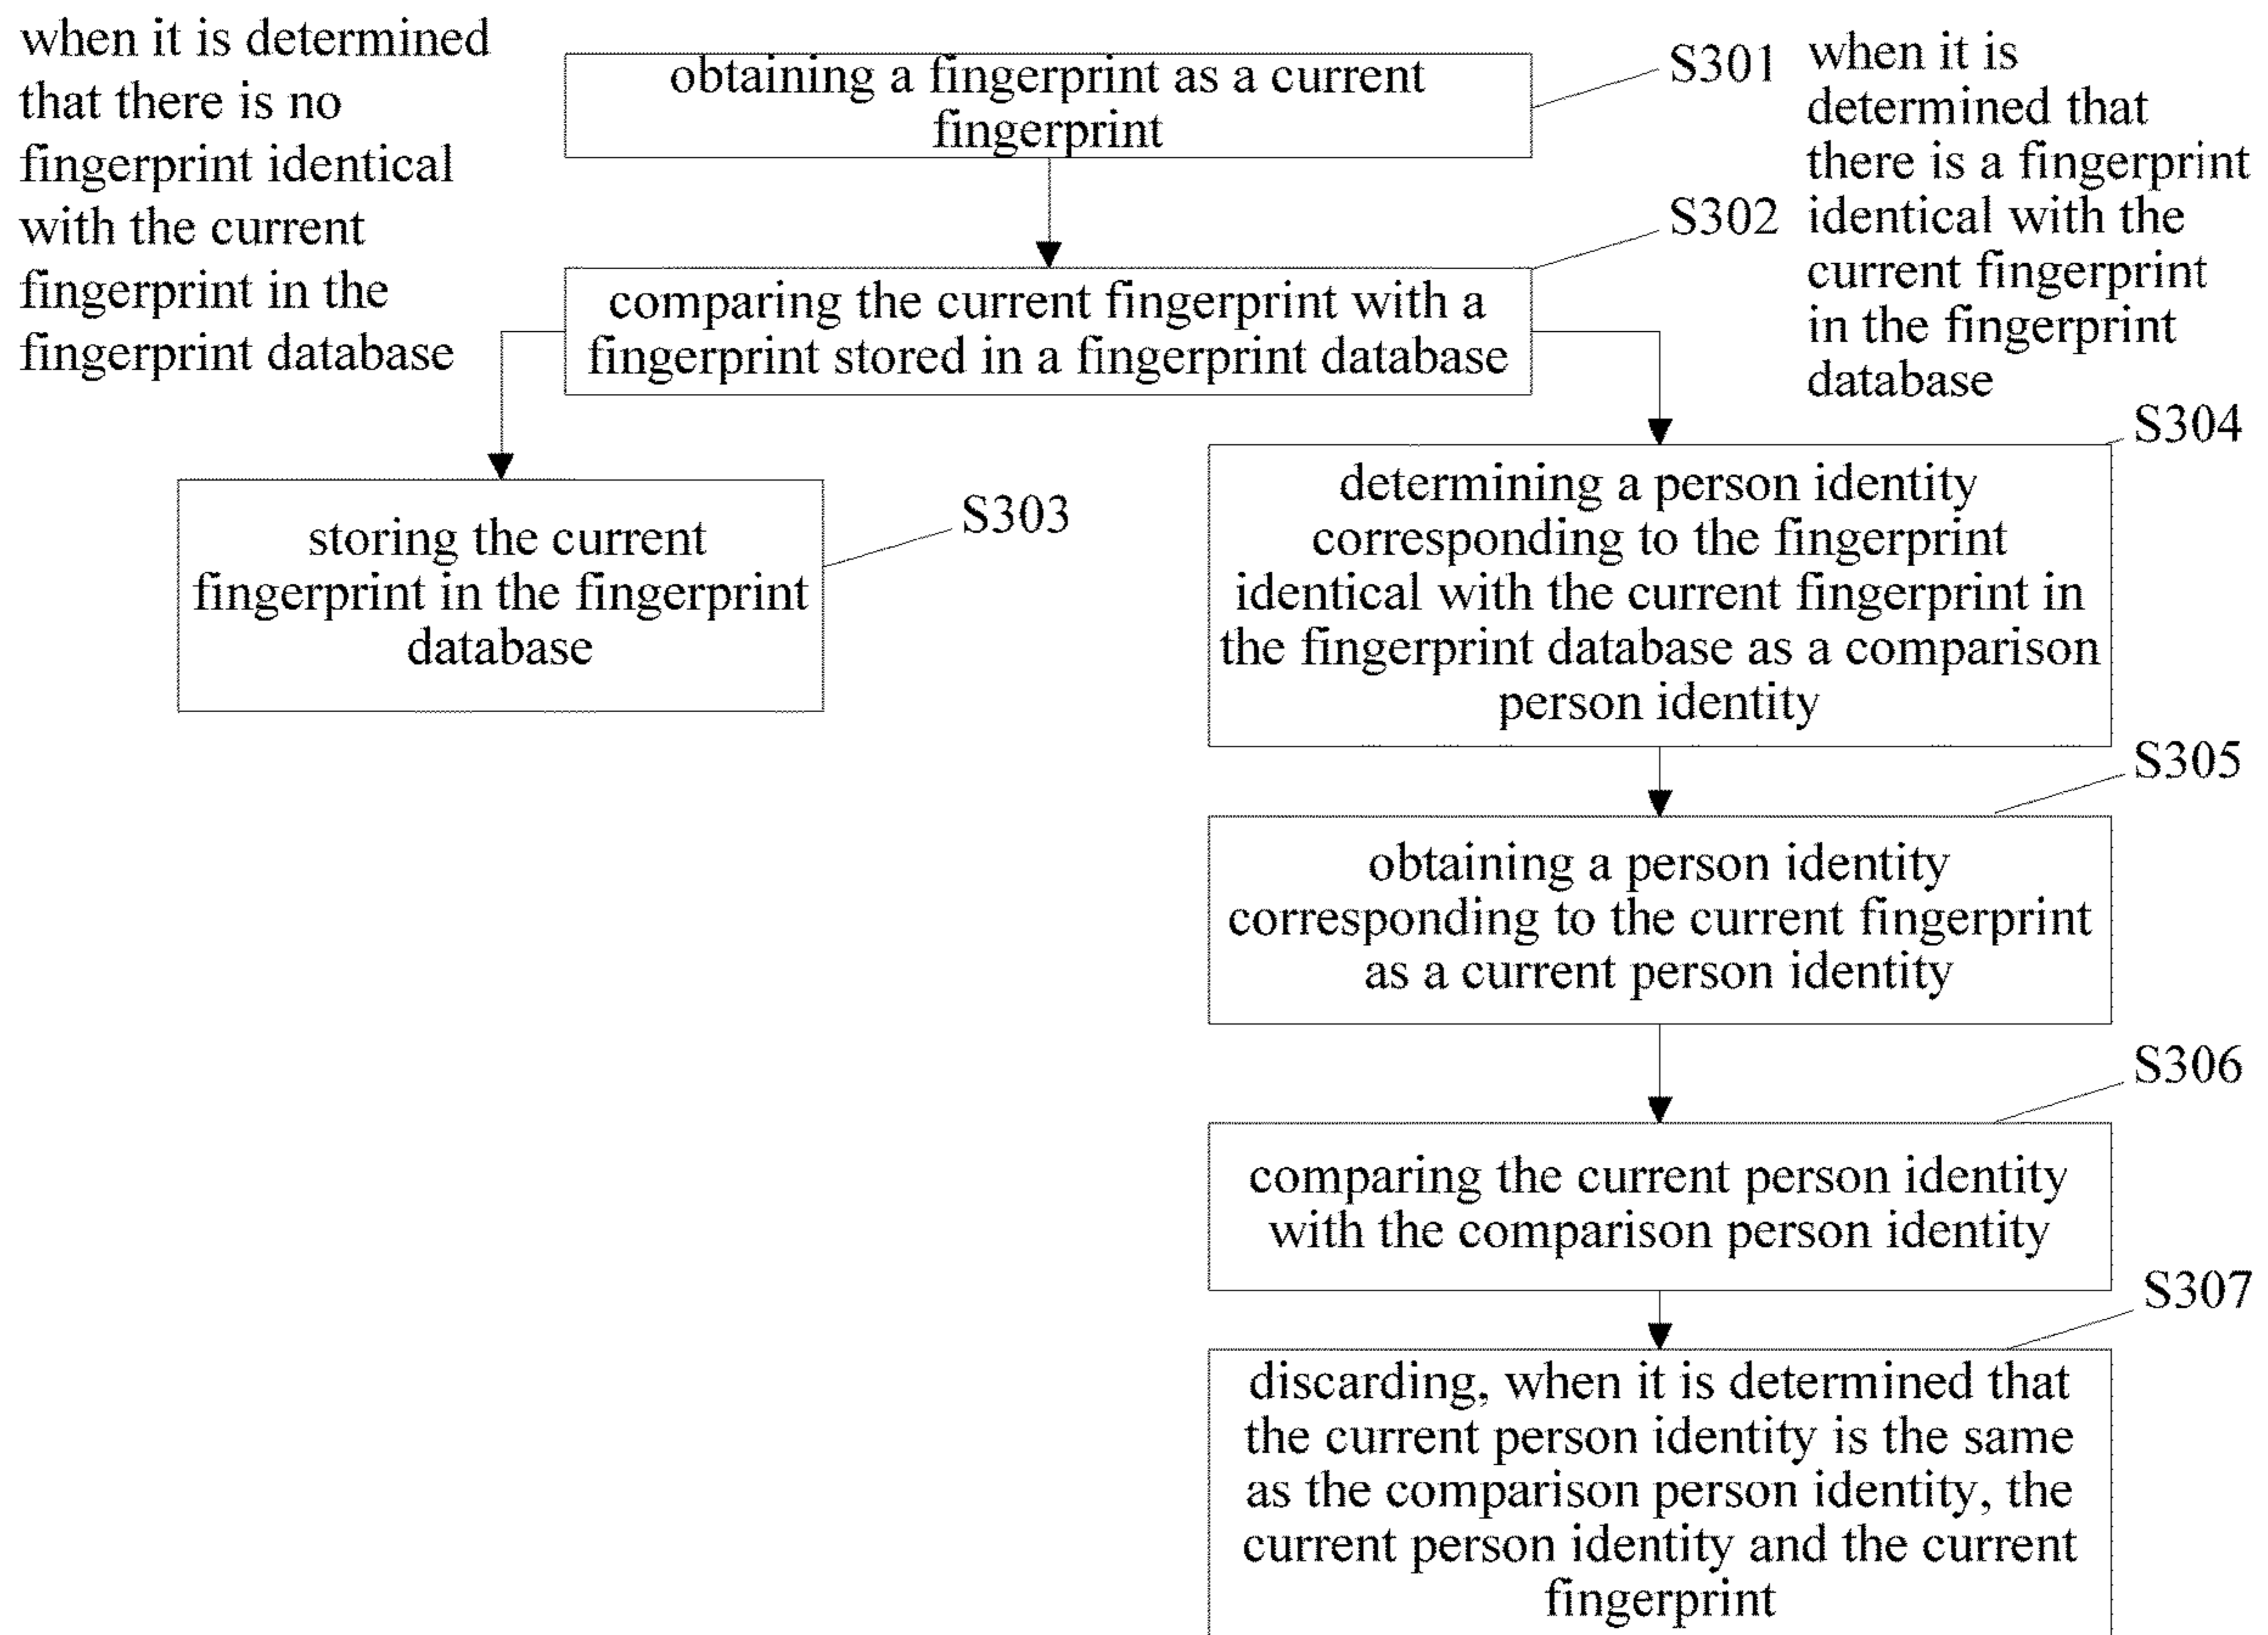 when it is determined
that there is no
fingerprint identical
with the current
fingerprint in the
fingerprint database
obtaining a fingerprint as a current
fingerprint
S301
when it is
determined that
there is a fingerprint
identical with the
current fingerprint
in the fingerprint
database
S302
comparing the current fingerprint with a
fingerprint stored in a fingerprint database
S303
storing the current
fingerprint in the fingerprint
database
S304
determining a person identity
corresponding to the fingerprint
identical with the current fingerprint in
the fingerprint database as a comparison
person identity
S305
obtaining a person identity
corresponding to the current fingerprint
as a current person identity
S306
comparing the current person identity
with the comparison person identity
S307
discarding, when it is determined that
the current person identity is the same
as the comparison person identity, the
current person identity and the current
fingerprint